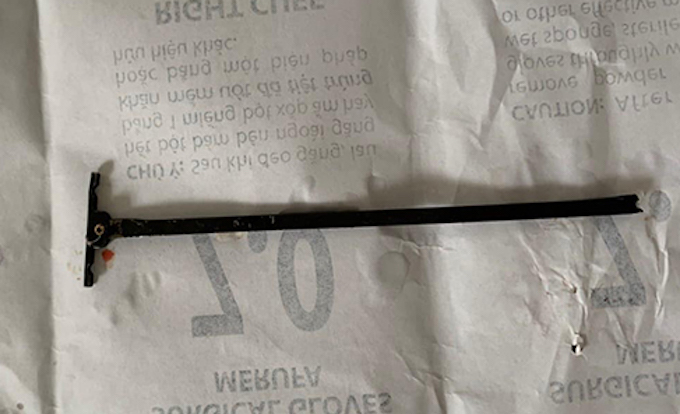 SURGICAL GLOVES
MERUFA
7.0
CHÚ Ý: Sau khi đeo găng, lau
hết bột bám bên ngoài găng
bằng 1 miếng bọt xốp ẩm hay
khăn mềm ướt đã tiệt trùng
hoặc bằng một biện pháp
hữu hiệu khác.
RIGHT CUFF
SURGICAL
MER
7.
CAUTION: After
remove powder
gloves thoroughly w
wet sponge, sterile
or other effective m